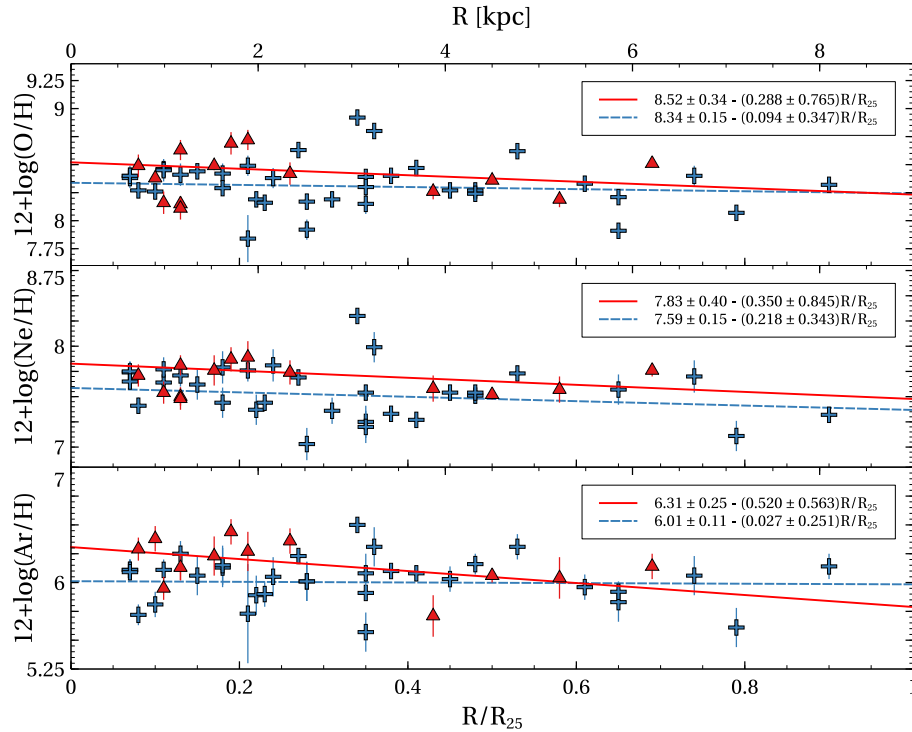 R [kpc]
0 2 4 6 8
12+log(O/H)
9.25
9
8
7.75
8.52 ± 0.34 - (0.288 ± 0.765)R/R25
8.34 ± 0.15 - (0.094 ± 0.347)R/R25
12+log(Ne/H)
8.75
8
7
7.83 ± 0.40 - (0.350 ± 0.845)R/R25
7.59 ± 0.15 - (0.218 ± 0.343)R/R25
12+log(Ar/H)
7
6
5.25
6.31 ± 0.25 - (0.520 ± 0.563)R/R25
6.01 ± 0.11 - (0.027 ± 0.251)R/R25
0 0.2 0.4 0.6 0.8 1
R/R25